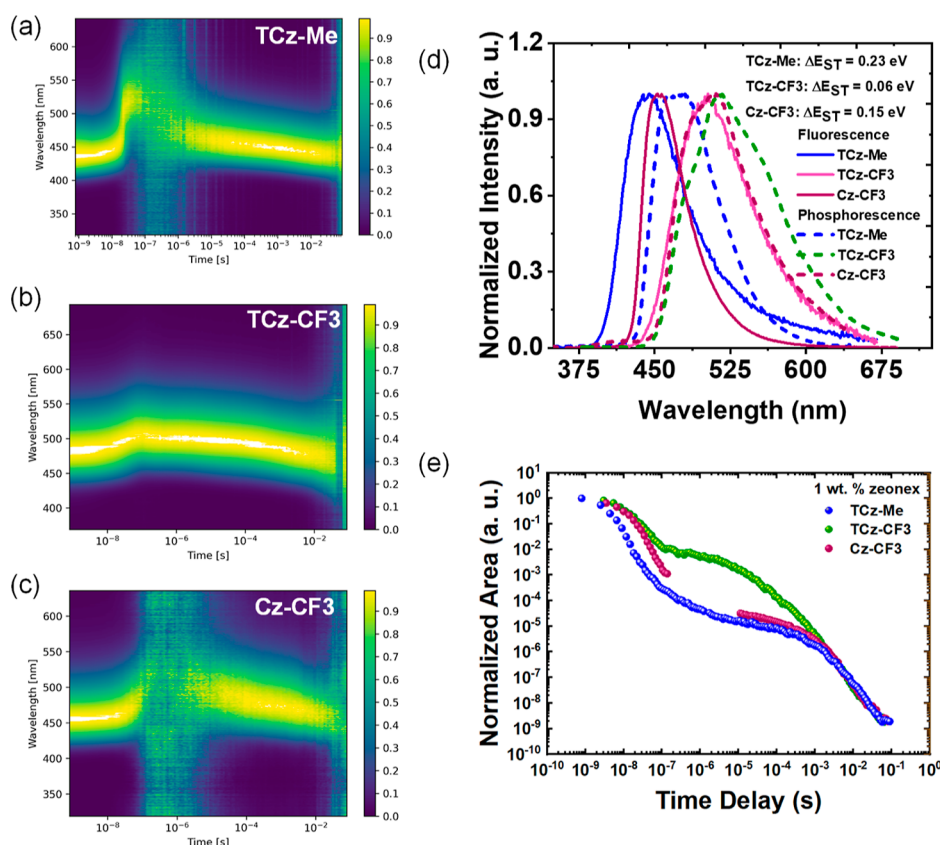 (a)
TCz-Me
Wavelength [nm]
600
550
500
450
400
350
10⁻⁹ 10⁻⁸ 10⁻⁷ 10⁻⁶ 10⁻⁵ 10⁻⁴ 10⁻³ 10⁻²
Time [s]
0.9
0.8
0.7
0.6
0.5
0.4
0.3
0.2
0.1
0.0
(b)
TCz-CF3
Wavelength [nm]
650
600
550
500
450
400
10⁻⁸ 10⁻⁶ 10⁻⁴ 10⁻²
Time [s]
0.9
0.8
0.7
0.6
0.5
0.4
0.3
0.2
0.1
0.0
(c)
Cz-CF3
Wavelength [nm]
600
550
500
450
400
350
10⁻⁸ 10⁻⁶ 10⁻⁴ 10⁻²
Time [s]
0.9
0.8
0.7
0.6
0.5
0.4
0.3
0.2
0.1
0.0
(d)
Normalized Intensity (a. u.)
1.2
0.9
0.6
0.3
0.0
TCz-Me: ΔE_ST = 0.23 eV
TCz-CF3: ΔE_ST = 0.06 eV
Cz-CF3: ΔE_ST = 0.15 eV
Fluorescence
TCz-Me
TCz-CF3
Cz-CF3
Phosphorescence
TCz-Me
TCz-CF3
Cz-CF3
375 450 525 600 675
Wavelength (nm)
(e)
Normalized Area (a. u.)
10¹
10⁰
10⁻¹
10⁻²
10⁻³
10⁻⁴
10⁻⁵
10⁻⁶
10⁻⁷
10⁻⁸
10⁻⁹
10⁻¹⁰
1 wt. % zeonex
TCz-Me
TCz-CF3
Cz-CF3
10⁻¹⁰ 10⁻⁹ 10⁻⁸ 10⁻⁷ 10⁻⁶ 10⁻⁵ 10⁻⁴ 10⁻³ 10⁻² 10⁻¹ 10⁰
Time Delay (s)